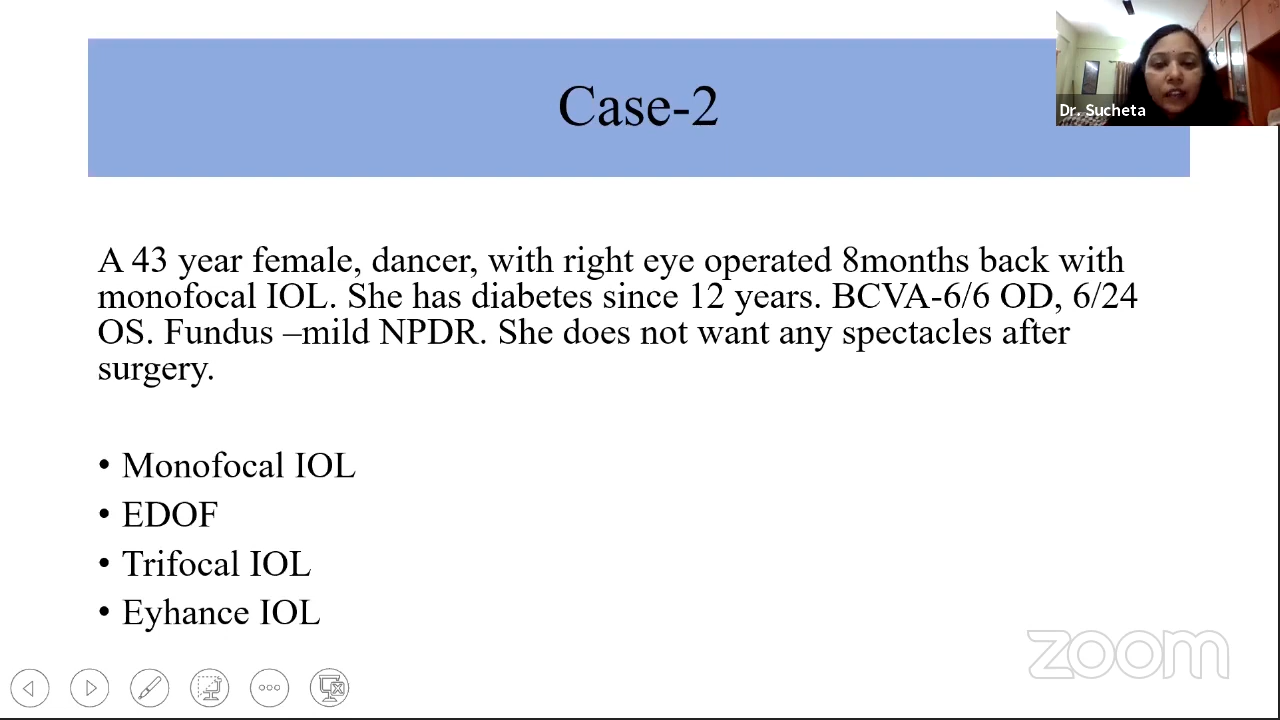 Case-2
Dr. Sucheta
A 43 year female, dancer, with right eye operated 8months back with
monofocal IOL. She has diabetes since 12 years. BCVA-6/6 OD, 6/24
OS. Fundus –mild NPDR. She does not want any spectacles after
surgery.
• Monofocal IOL
• EDOF
• Trifocal IOL
• Eyhance IOL
zoom